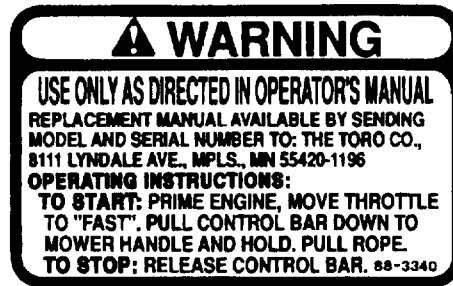 WARNING
USE ONLY AS DIRECTED IN OPERATOR'S MANUAL
REPLACEMENT MANUAL AVAILABLE BY SENDING
MODEL AND SERIAL NUMBER TO: THE TORO CO.,
8111 LYNDALE AVE., MPLS., MN 55420-1196
OPERATING INSTRUCTIONS:
TO START: PRIME ENGINE, MOVE THROTTLE
TO "FAST". PULL CONTROL BAR DOWN TO
MOWER HANDLE AND HOLD. PULL ROPE.
TO STOP: RELEASE CONTROL BAR. 88-3340